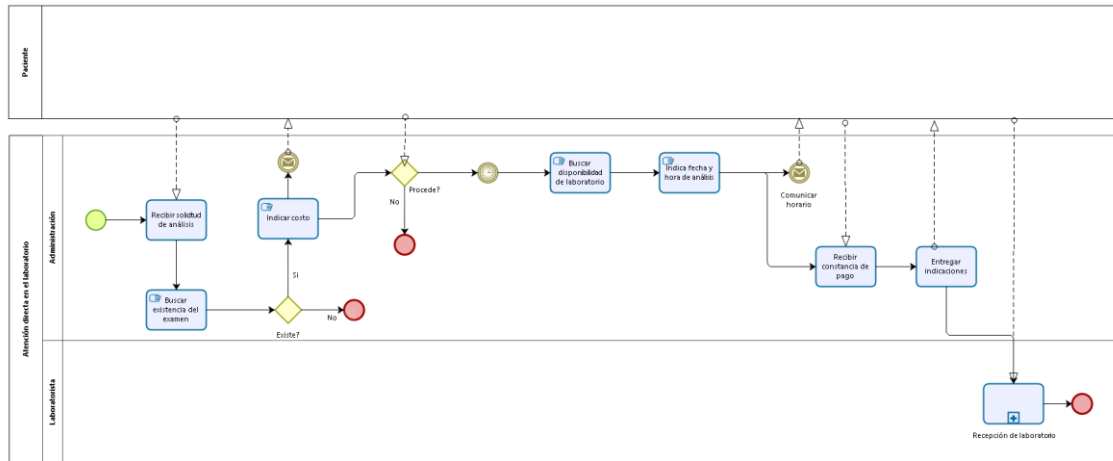 Paciente
Atención directa en el laboratorio
Administración
Recibir solicitud
de análisis
Indicar costo
Procede?
No
Buscar
disponibilidad
de laboratorio
Indica fecha y
hora de análisis
Comunicar
horario
Recibir
constancia de
pago
Entregar
indicaciones
Buscar
existencia del
examen
Si
No
Existe?
Laboratorista
Recepción de laboratorio